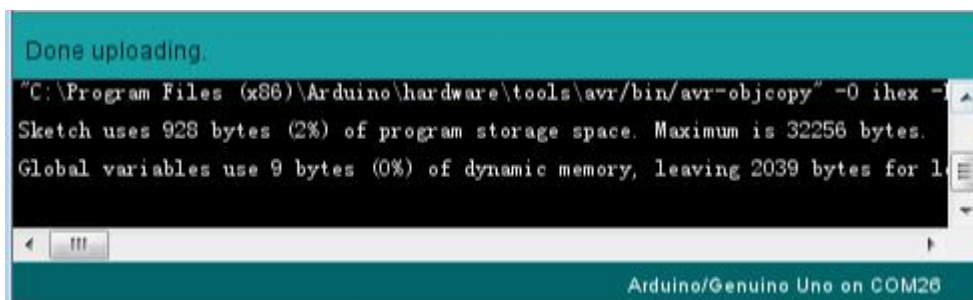 Done uploading.
"C:\Program Files (x86)\Arduino\hardware\tools\avr/bin/avr-objcopy" -O ihex -
Sketch uses 928 bytes (2%) of program storage space. Maximum is 32256 bytes.
Global variables use 9 bytes (0%) of dynamic memory, leaving 2039 bytes for l
Arduino/Genuino Uno on COM26